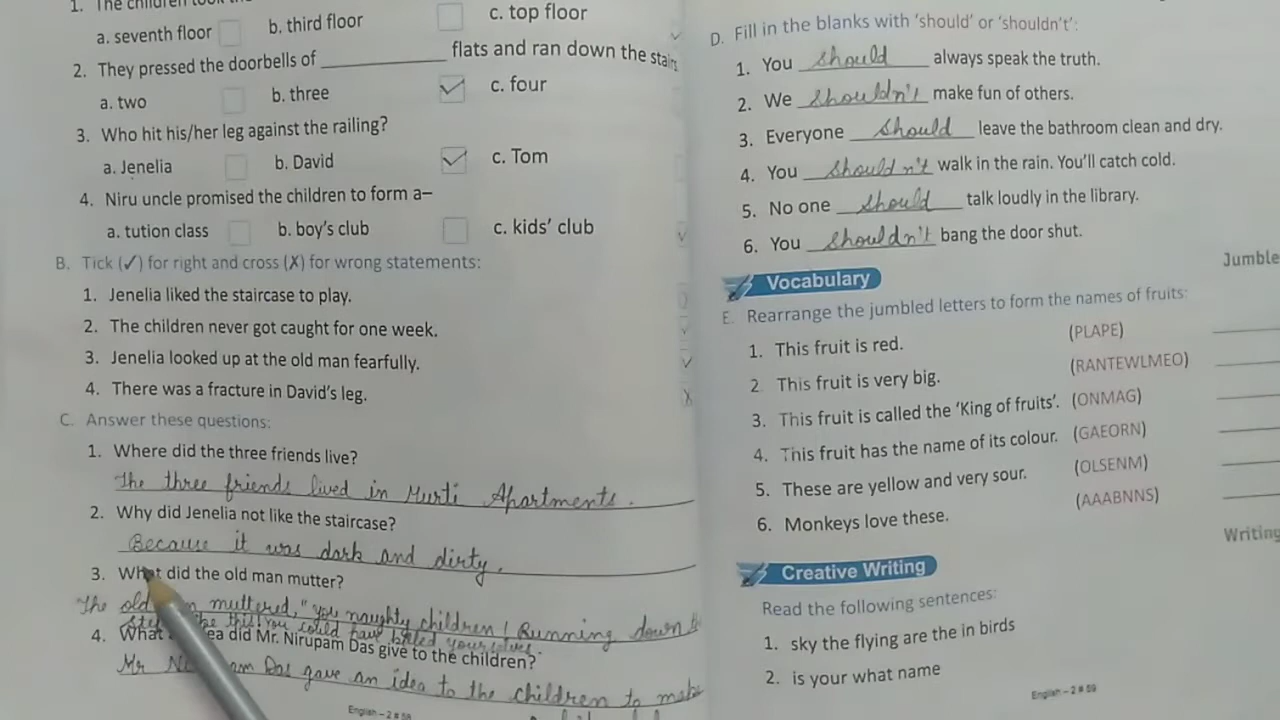 1. The children took the
a. seventh floor b. third floor c. top floor
2. They pressed the doorbells of ____________ flats and ran down the stairs
a. two b. three ✓ c. four
3. Who hit his/her leg against the railing?
a. Jenelia b. David ✓ c. Tom
4. Niru uncle promised the children to form a–
a. tution class b. boy's club c. kids' club ✓
B. Tick (✓) for right and cross (✗) for wrong statements:
1. Jenelia liked the staircase to play.
2. The children never got caught for one week. ✓
3. Jenelia looked up at the old man fearfully. ✓
4. There was a fracture in David's leg. X
C. Answer these questions:
1. Where did the three friends live?
The three friends lived in Murti Apartments.
2. Why did Jenelia not like the staircase?
Because it was dark and dirty.
3. What did the old man mutter?
The old muttered, "you naughty children! Running down
the this! You could have killed yourselves."
4. What did Mr. Nirupam Das give to the children?
Mr Das gave an idea to the children to make
English – 2 # 58
D. Fill in the blanks with 'should' or 'shouldn't':
1. You should always speak the truth.
2. We shouldn't make fun of others.
3. Everyone should leave the bathroom clean and dry.
4. You shouldn't walk in the rain. You'll catch cold.
5. No one should talk loudly in the library.
6. You shouldn't bang the door shut.
Vocabulary
Jumble
E. Rearrange the jumbled letters to form the names of fruits:
1. This fruit is red. (PLAPE)
2 This fruit is very big. (RANTEWLMEO)
3. This fruit is called the 'King of fruits'. (ONMAG)
4. This fruit has the name of its colour. (GAEORN)
5. These are yellow and very sour. (OLSENM)
6. Monkeys love these. (AAABNNS)
Writing
Creative Writing
Read the following sentences:
1. sky the flying are the in birds
2. is your what name
English – 2 # 59